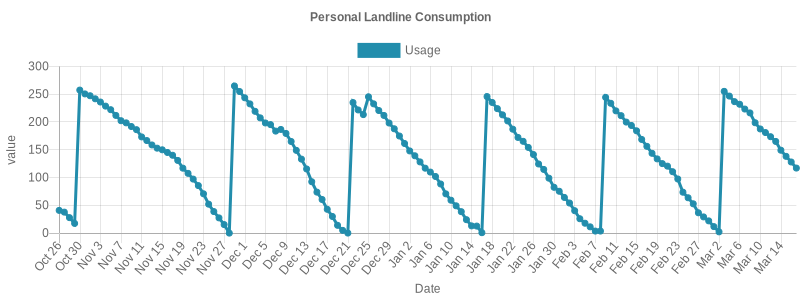 Personal Landline Consumption
Usage
300
250
200
150
100
50
0
value
Oct 26
Oct 30
Nov 3
Nov 7
Nov 11
Nov 15
Nov 19
Nov 23
Nov 27
Dec 1
Dec 5
Dec 9
Dec 13
Dec 17
Dec 21
Dec 25
Dec 29
Jan 2
Jan 6
Jan 10
Jan 14
Jan 18
Jan 22
Jan 26
Jan 30
Feb 3
Feb 7
Feb 11
Feb 15
Feb 19
Feb 23
Feb 27
Mar 2
Mar 6
Mar 10
Mar 14
Date